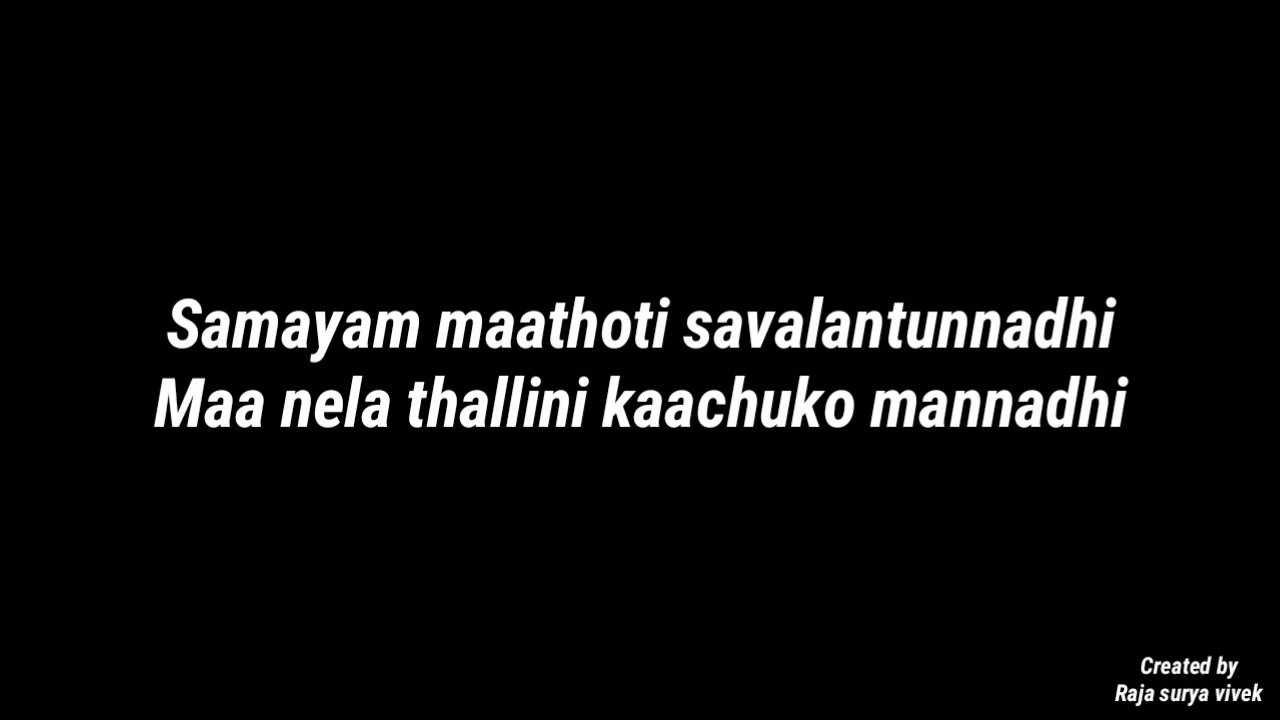 Samayam maathoti savalantunnadhi
Maa nela thallini kaachuko mannadhi
Created by
Raja surya vivek